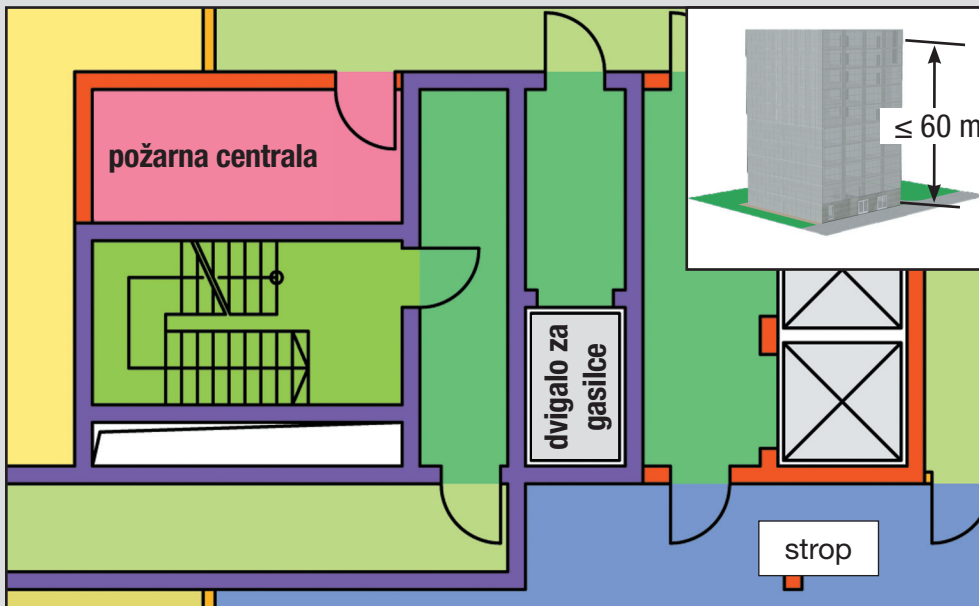 ≤ 60 m
požarna centrala
dvigalo za
gasilce
strop